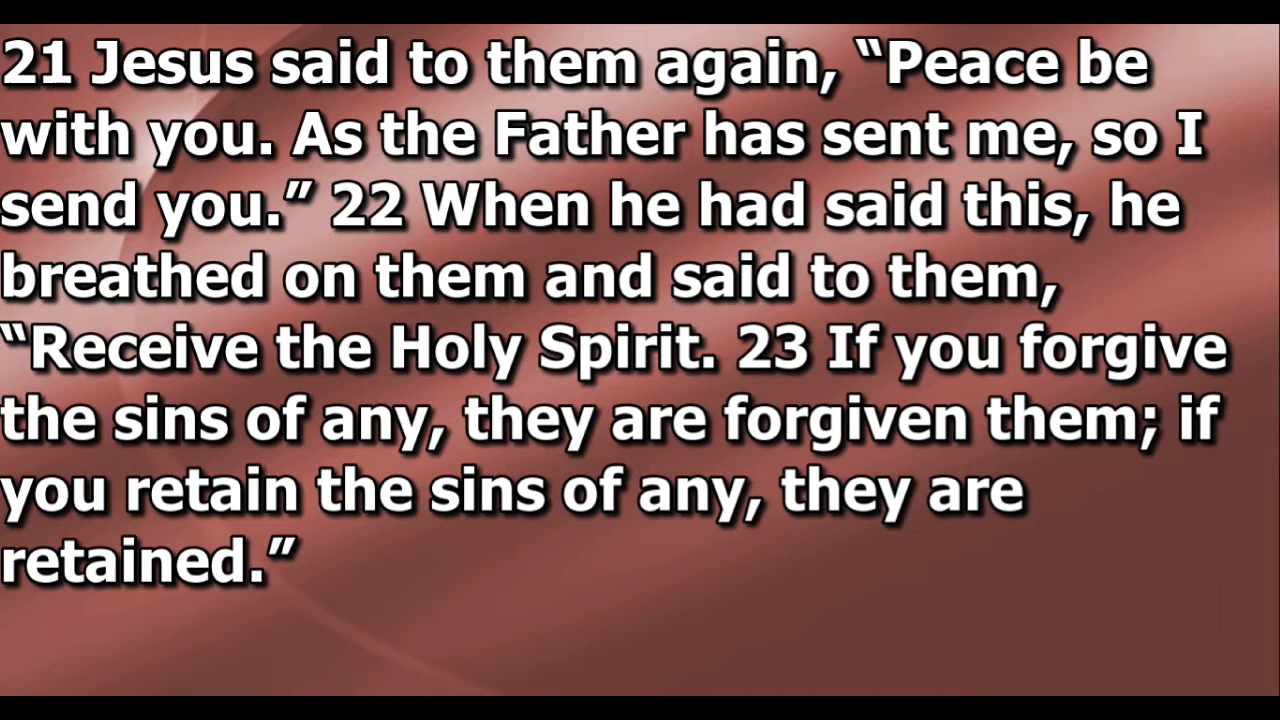 21 Jesus said to them again, “Peace be
with you. As the Father has sent me, so I
send you.” 22 When he had said this, he
breathed on them and said to them,
“Receive the Holy Spirit. 23 If you forgive
the sins of any, they are forgiven them; if
you retain the sins of any, they are
retained.”